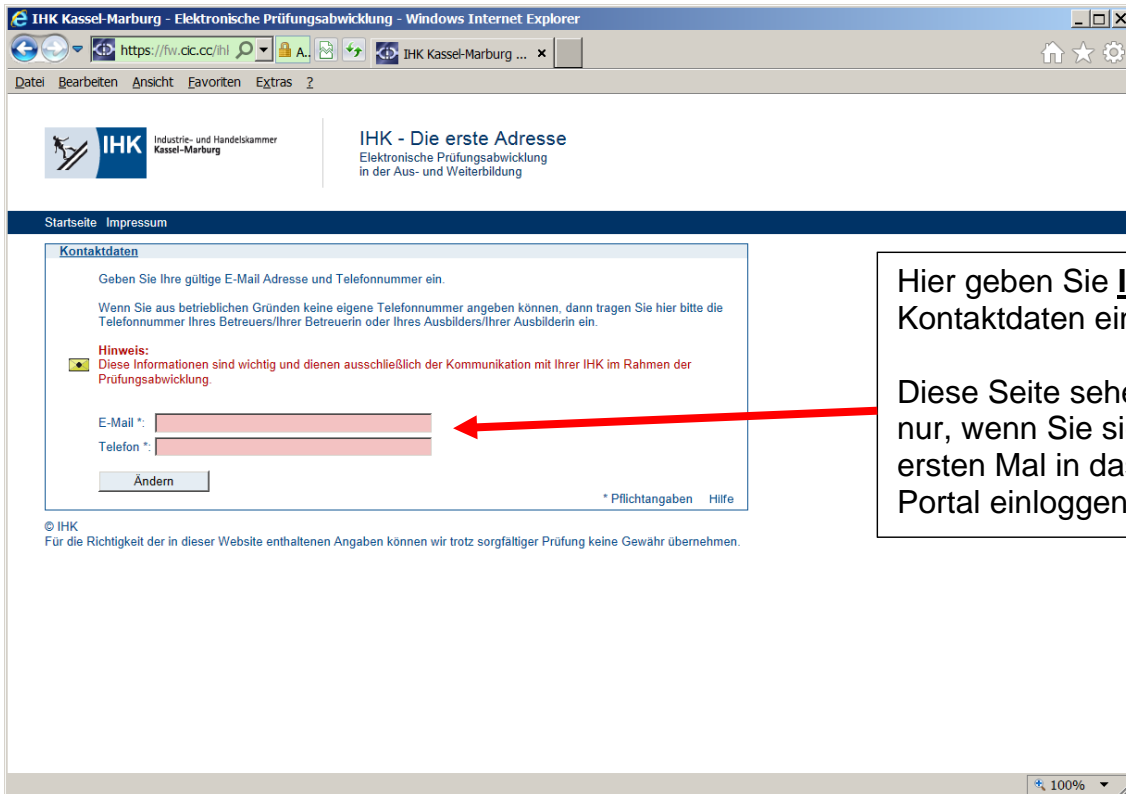 IHK Kassel-Marburg - Elektronische Prüfungsabwicklung - Windows Internet Explorer
https://fw.cic.cc/ihl A.. IHK Kassel-Marburg ...
Datei Bearbeiten Ansicht Favoriten Extras ?
IHK Industrie- und Handelskammer
Kassel-Marburg
IHK - Die erste Adresse
Elektronische Prüfungsabwicklung
in der Aus- und Weiterbildung
Startseite Impressum
Kontaktdaten
Geben Sie Ihre gültige E-Mail Adresse und Telefonnummer ein.
Wenn Sie aus betrieblichen Gründen keine eigene Telefonnummer angeben können, dann tragen Sie hier bitte die
Telefonnummer Ihres Betreuers/Ihrer Betreuerin oder Ihres Ausbilders/Ihrer Ausbilderin ein.
Hinweis:
Diese Informationen sind wichtig und dienen ausschließlich der Kommunikation mit Ihrer IHK im Rahmen der
Prüfungsabwicklung.
E-Mail *:
Telefon *:
Ändern
* Pflichtangaben Hilfe
© IHK
Für die Richtigkeit der in dieser Website enthaltenen Angaben können wir trotz sorgfältiger Prüfung keine Gewähr übernehmen.
Hier geben Sie
Kontaktdaten
Diese Seite
nur, wenn Sie
ersten Mal in
Portal einloggen
100%